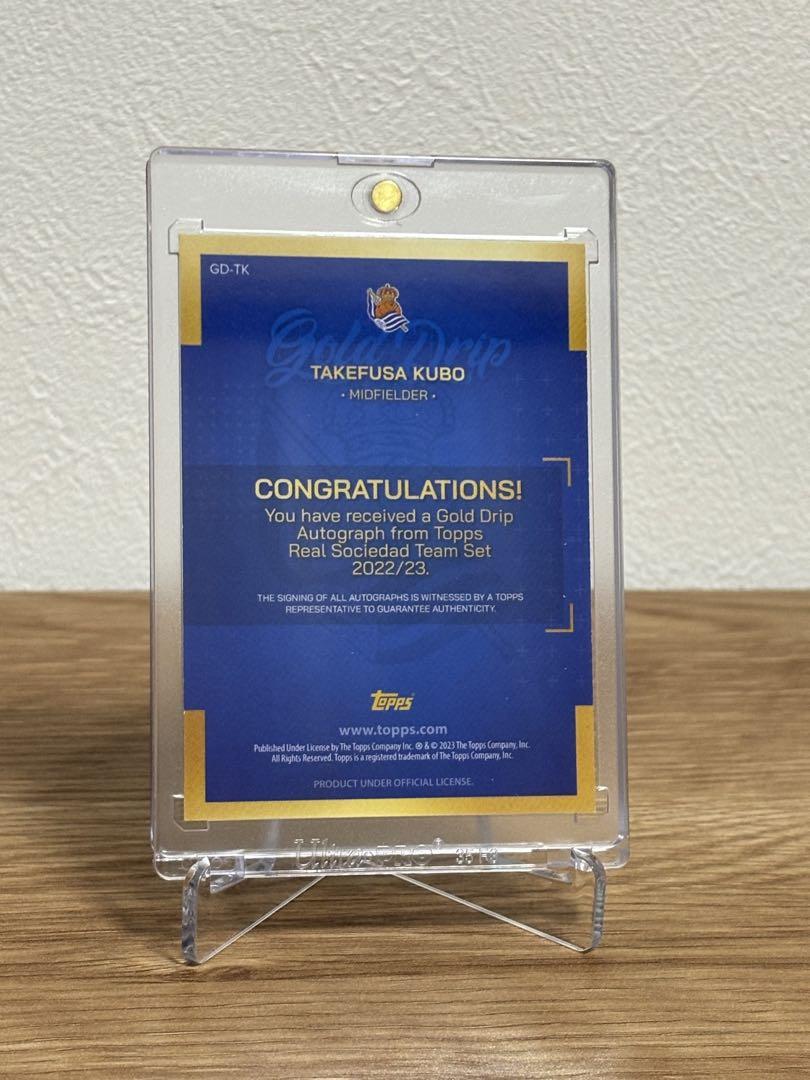 GD-TK
Gold Drip
TAKEFUSA KUBO
• MIDFIELDER •
CONGRATULATIONS!
You have received a Gold Drip
Autograph from Topps
Real Sociedad Team Set
2022/23.
THE SIGNING OF ALL AUTOGRAPHS IS WITNESSED BY A TOPPS
REPRESENTATIVE TO GUARANTEE AUTHENTICITY.
topps
www.topps.com
Published Under License by The Topps Company Inc. ® & © 2023 The Topps Company, Inc.
All Rights Reserved. Topps is a registered trademark of The Topps Company, Inc.
PRODUCT UNDER OFFICIAL LICENSE.
Ultra PRO®